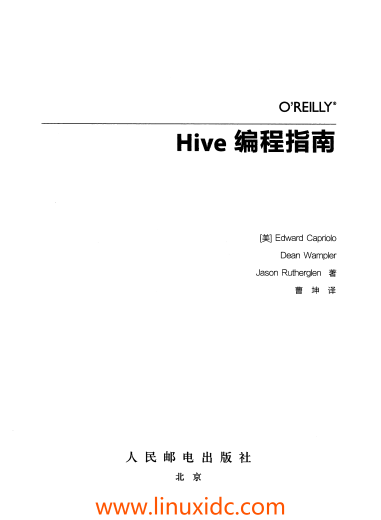 O'REILLY®
Hive 编程指南
[美] Edward Capriolo
Dean Wampler
Jason Rutherglen 著
曹 坤 译
人民邮电出版社
北 京
www.linuxidc.com